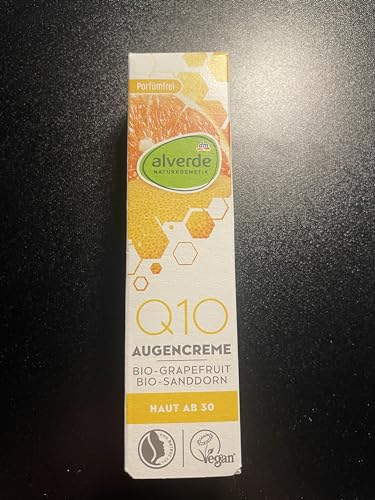 Parfümfrei
dm
alverde
NATURKOSMETIK
Q10
AUGENCREME
BIO-GRAPEFRUIT
BIO-SANDDORN
HAUT AB 30
Vegan